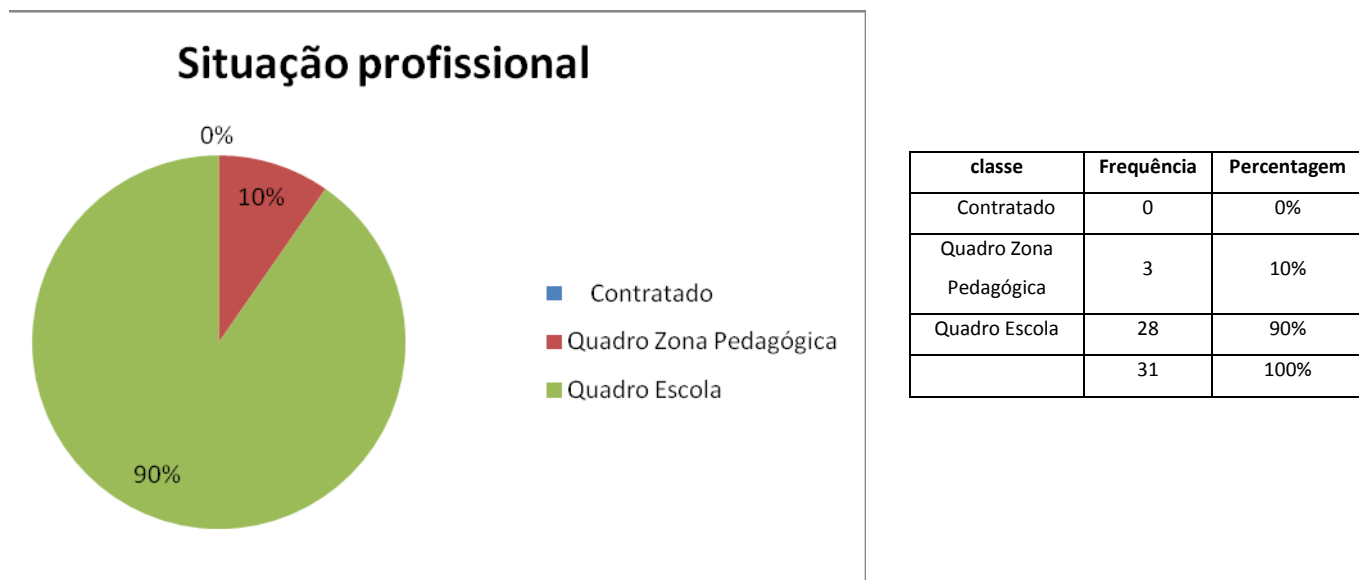 Situação profissional
0%
10%
90%
Contratado
Quadro Zona Pedagógica
Quadro Escola
classe Frequência Percentagem
Contratado 0 0%
Quadro Zona
Pedagógica 3 10%
Quadro Escola 28 90%
31 100%